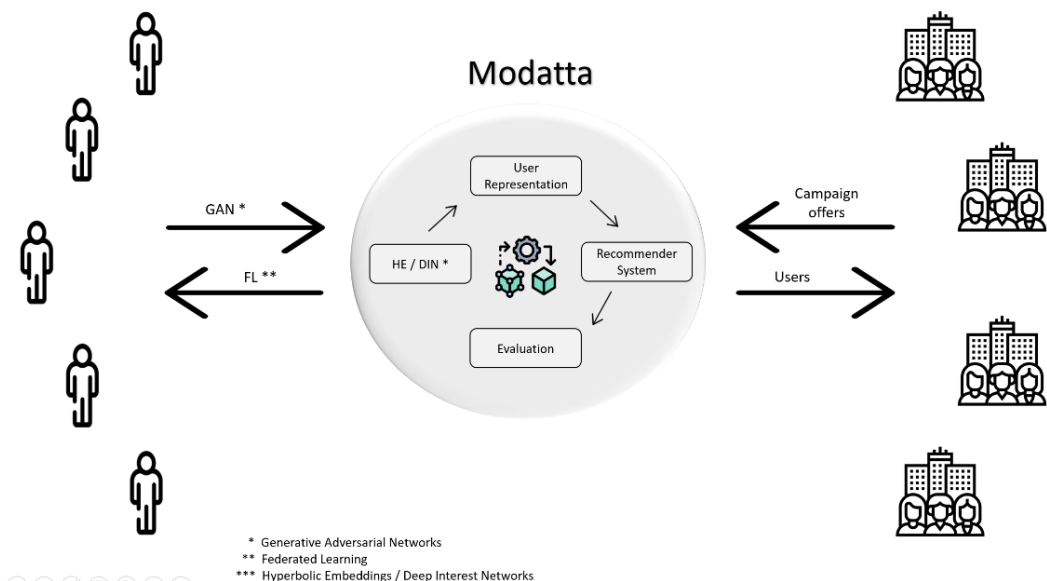 Modatta
User
Representation
GAN *
Campaign
offers
HE / DIN *
Recommender
System
FL **
Users
Evaluation
* Generative Adversarial Networks
** Federated Learning
*** Hyperbolic Embeddings / Deep Interest Networks